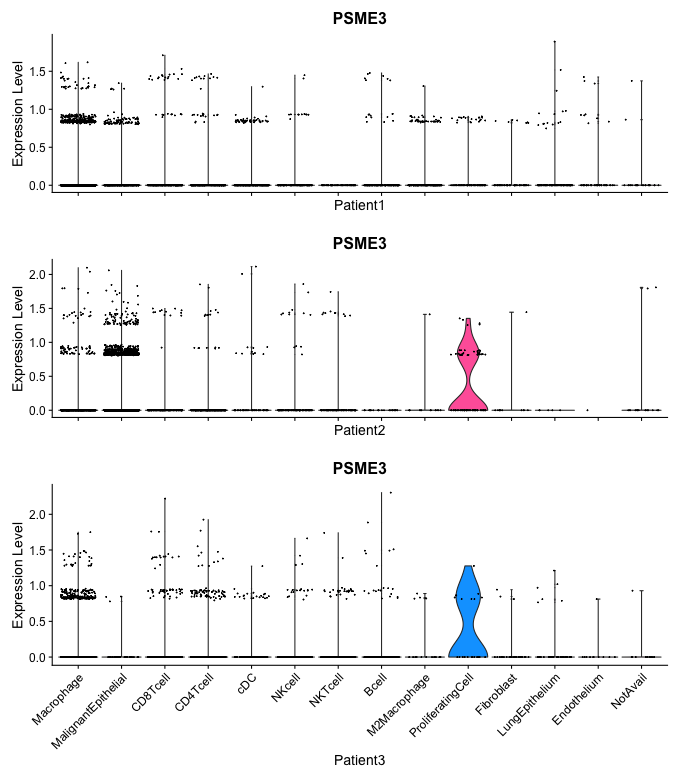 PSME3
Expression Level
1.5
1.0
0.5
0.0
Patient1
PSME3
Expression Level
2.0
1.5
1.0
0.5
0.0
Patient2
PSME3
Expression Level
2.0
1.5
1.0
0.5
0.0
Macrophage
MalignantEpithelial
CD8Tcell
CD4Tcell
cDC
NKcell
NKTcell
Bcell
M2Macrophage
ProliferatingCell
Fibroblast
LungEpithelium
Endothelium
NotAvail
Patient3